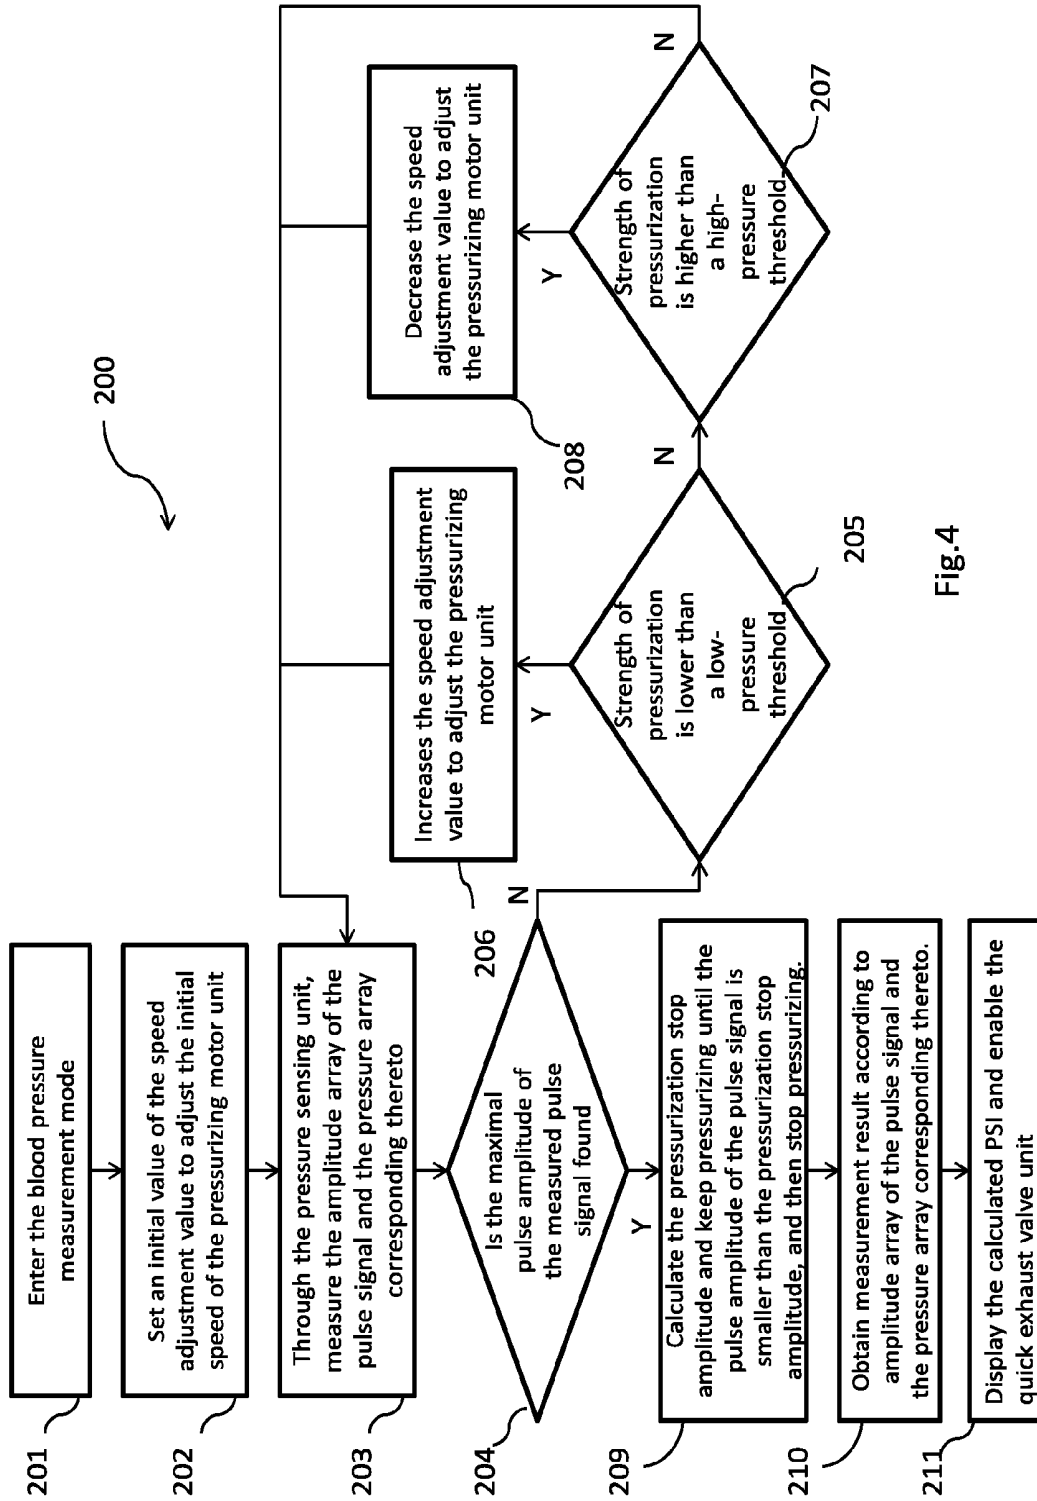 200
201
Enter the blood pressure
measurement mode
202
Set an initial value of the speed
adjustment value to adjust the initial
speed of the pressurizing motor unit
203
Through the pressure sensing unit,
measure the amplitude array of the
pulse signal and the pressure array
corresponding thereto
204
Is the maximal
pulse amplitude of
the measured pulse
signal found
N
Y
205
Strength of
pressurization
is lower than
a low-
pressure
threshold
Y
N
206
Increases the speed adjustment
value to adjust the pressurizing
motor unit
207
Strength of
pressurization
is higher than
a high-
pressure
threshold
Y
N
208
Decrease the speed
adjustment value to adjust
the pressurizing motor unit
209
Calculate the pressurization stop
amplitude and keep pressurizing until the
pulse amplitude of the pulse signal is
smaller than the pressurization stop
amplitude, and then stop pressurizing.
210
Obtain measurement result according to
amplitude array of the pulse signal and
the pressure array corresponding thereto.
211
Display the calculated PSI and enable the
quick exhaust valve unit
Fig.4